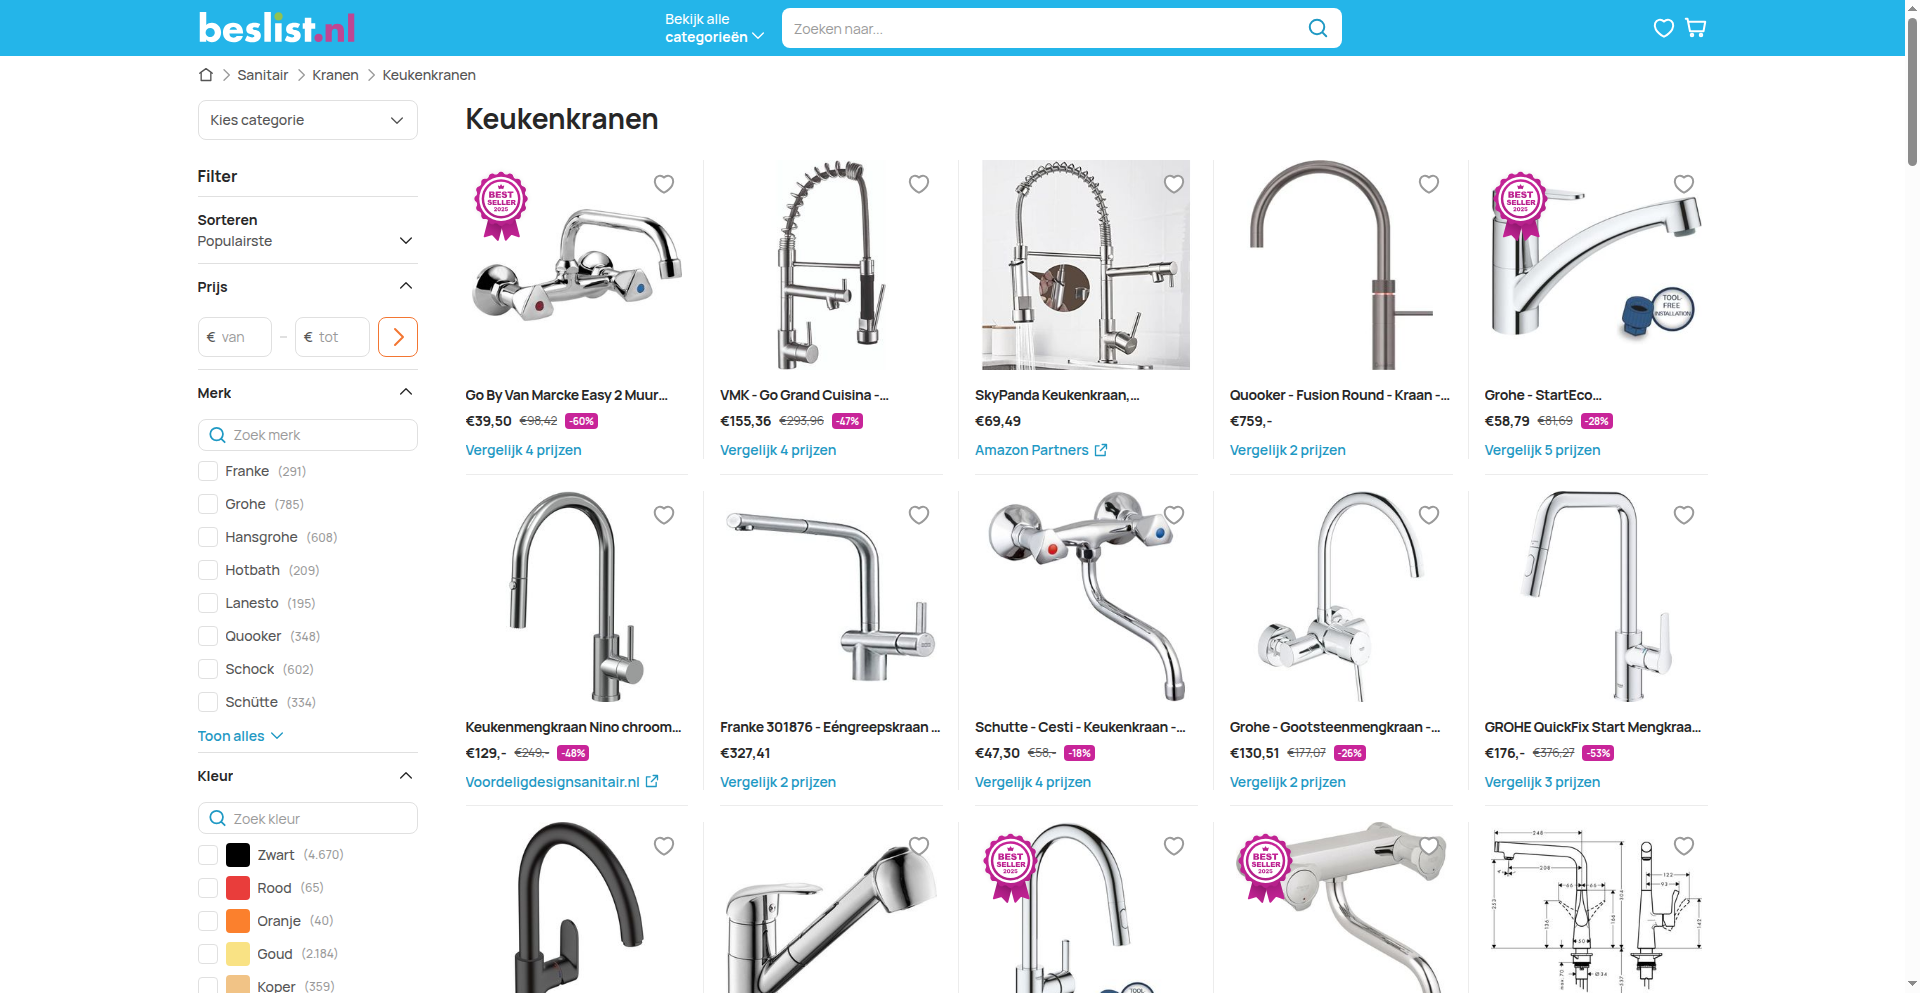 beslist.nl
Bekijk alle
categorieën
Zoeken naar...
Sanitair
Kranen
Keukenkranen
Kies categorie
Filter
Sorteren
Populairste
Prijs
€ van
–
€ tot
Merk
Zoek merk
Franke (291)
Grohe (785)
Hansgrohe (608)
Hotbath (209)
Lanesto (195)
Quooker (348)
Schock (602)
Schütte (334)
Toon alles
Kleur
Zoek kleur
Zwart (4.670)
Rood (65)
Oranje (40)
Goud (2.184)
Koper (359)
Keukenkranen
BEST
SELLER
2025
Go By Van Marcke Easy 2 Muur...
€39,50 €98,42 -60%
Vergelijk 4 prijzen
VMK - Go Grand Cuisina -...
€155,36 €293,96 -47%
Vergelijk 4 prijzen
SkyPanda Keukenkraan,...
€69,49
Amazon Partners
Quooker - Fusion Round - Kraan -...
€759,-
Vergelijk 2 prijzen
BEST
SELLER
2025
TOOL
FREE
INSTALLATION
Grohe - StartEco...
€58,79 €81,69 -28%
Vergelijk 5 prijzen
Keukenmengkraan Nino chroom...
€129,- €249,- -48%
Voordeligdesignsanitair.nl
Franke 301876 - Eéngreepskraan ...
€327,41
Vergelijk 2 prijzen
Schutte - Cesti - Keukenkraan -...
€47,30 €58,- -18%
Vergelijk 4 prijzen
Grohe - Gootsteenmengkraan -...
€130,51 €177,07 -26%
Vergelijk 2 prijzen
GROHE QuickFix Start Mengkraa...
€176,- €376,27 -53%
Vergelijk 3 prijzen
BEST
SELLER
2025
TOOL
BEST
SELLER
2025
248
208
122
93